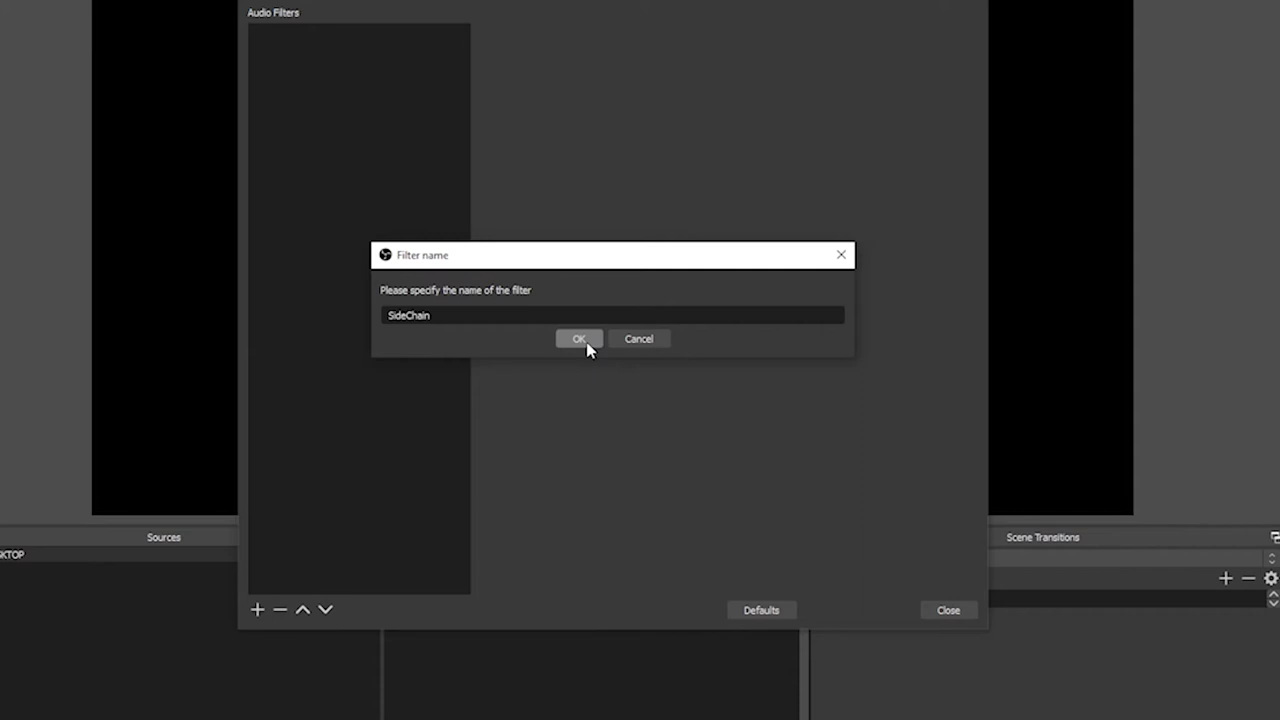 Audio Filters
Filter name
Please specify the name of the filter
SideChain
OK
Cancel
Sources
Scene Transitions
KTOP
Defaults
Close